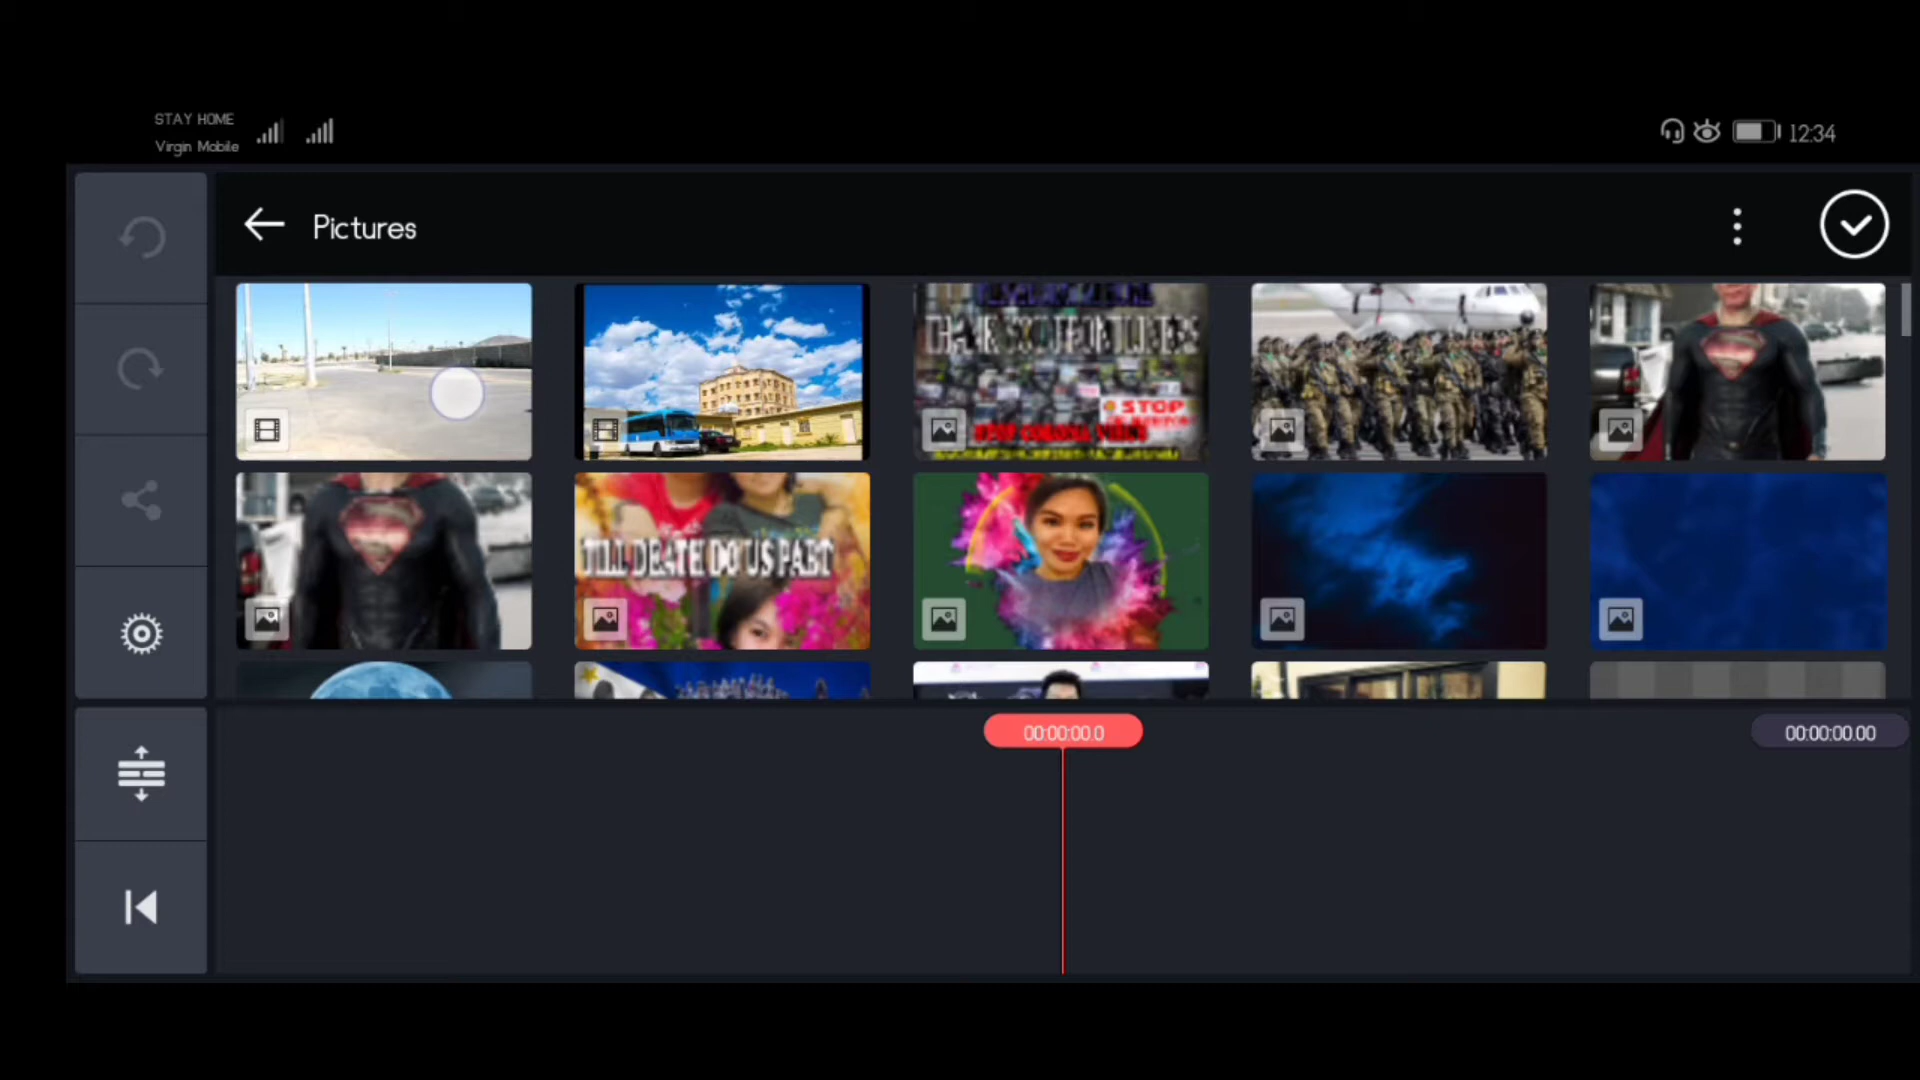 STAY HOME
Virgin Mobile
12:34
Pictures
STOP
TILL DEATH DO US PART
00:00:00.0
00:00:00.00